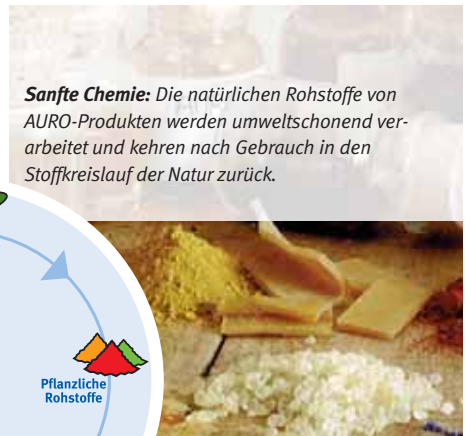 Sanfte Chemie: Die natürlichen Rohstoffe von
AURO-Produkten werden umweltschonend ver-
arbeitet und kehren nach Gebrauch in den
Stoffkreislauf der Natur zurück.
Pflanzliche
Rohstoffe